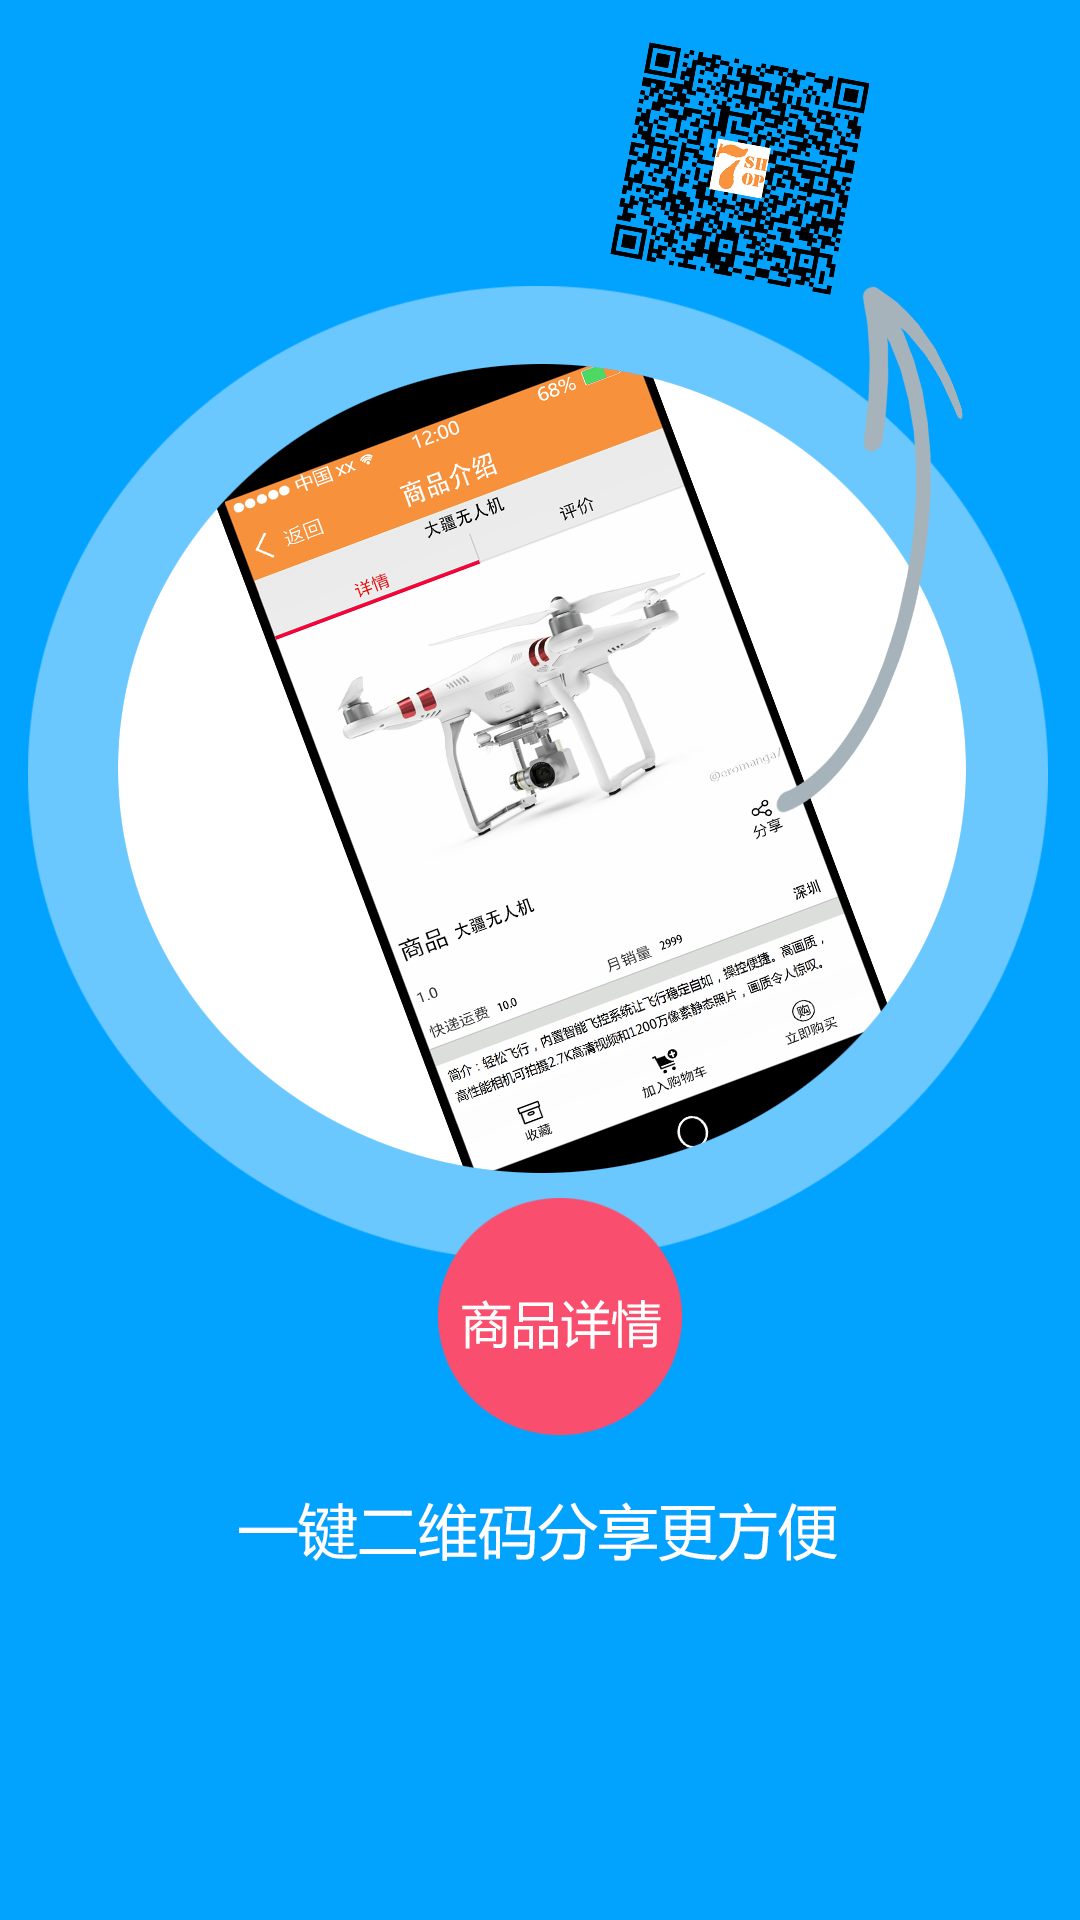 7SHOP
68%
12:00
中国 xx
商品介绍
返回
大疆无人机
评价
详情
@aromanga/
分享
商品 大疆无人机
深圳
1.0
月销量 2999
快递运费 10.0
简介：轻松飞行，内置智能飞控系统让飞行稳定自如，操控便捷。高画质，
高性能相机可拍摄2.7K高清视频和1200万像素静态照片，画质令人惊叹。
收藏
加入购物车
购
立即购买
商品详情
一键二维码分享更方便